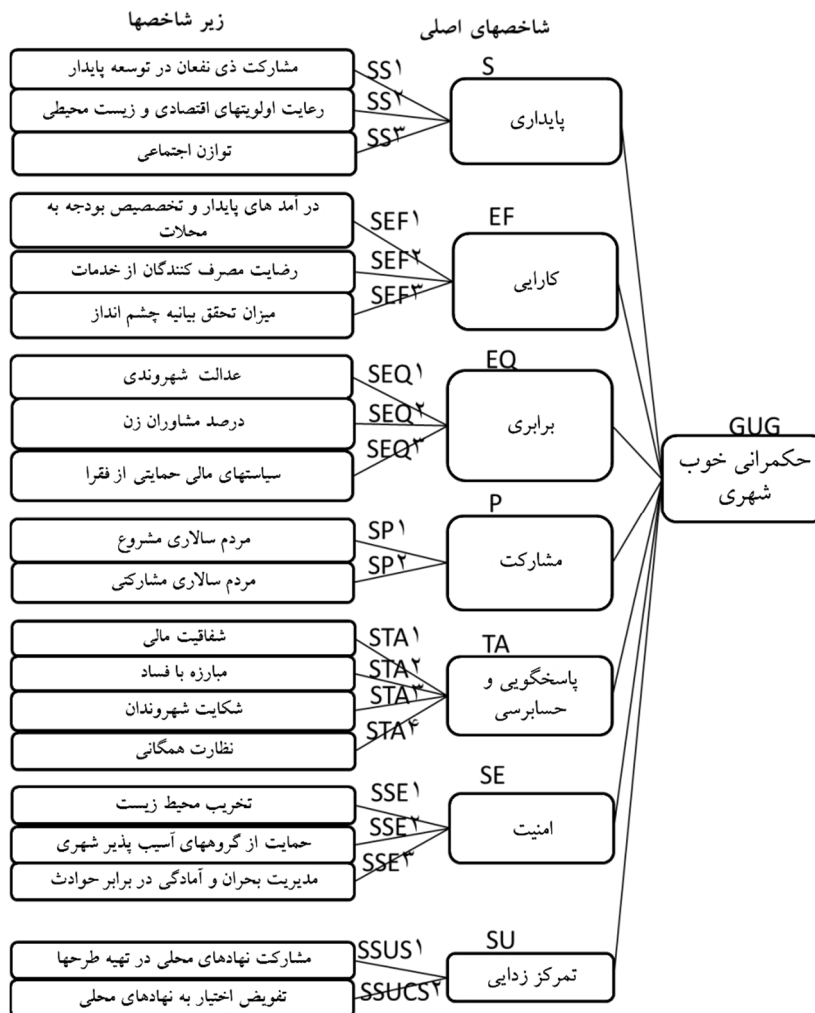 شاخصهای اصلی
زیر شاخصها
GUG
حکمرانی خوب
شهری
S
پایداری
SS۱
مشارکت ذی نفعان در توسعه پایدار
SS۲
رعایت اولویتهای اقتصادی و زیست محیطی
SS۳
توازن اجتماعی
EF
کارایی
SEF۱
در آمد های پایدار و تخصصیص بودجه به
محلات
SEF۲
رضایت مصرف کنندگان از خدمات
SEF۳
میزان تحقق بیانیه چشم انداز
EQ
برابری
SEQ۱
عدالت شهروندی
SEQ۲
درصد مشاوران زن
SEQ۳
سیاستهای مالی حمایتی از فقرا
P
مشارکت
SP۱
مردم سالاری مشروع
SP۲
مردم سالاری مشارکتی
TA
پاسخگویی و
حسابرسی
STA۱
شفاقیت مالی
STA۲
مبارزه با فساد
STA۳
شکایت شهروندان
STA۴
نظارت همگانی
SE
امنیت
SSE۱
تخریب محیط زیست
SSE۲
حمایت از گروههای آسیب پذیر شهری
SSE۳
مدیریت بحران و آمادگی در برابر حوادث
SU
تمرکز زدایی
SSUS۱
مشارکت نهادهای محلی در تهیه طرحها
SSUCS۲
تفویض اختیار به نهادهای محلی